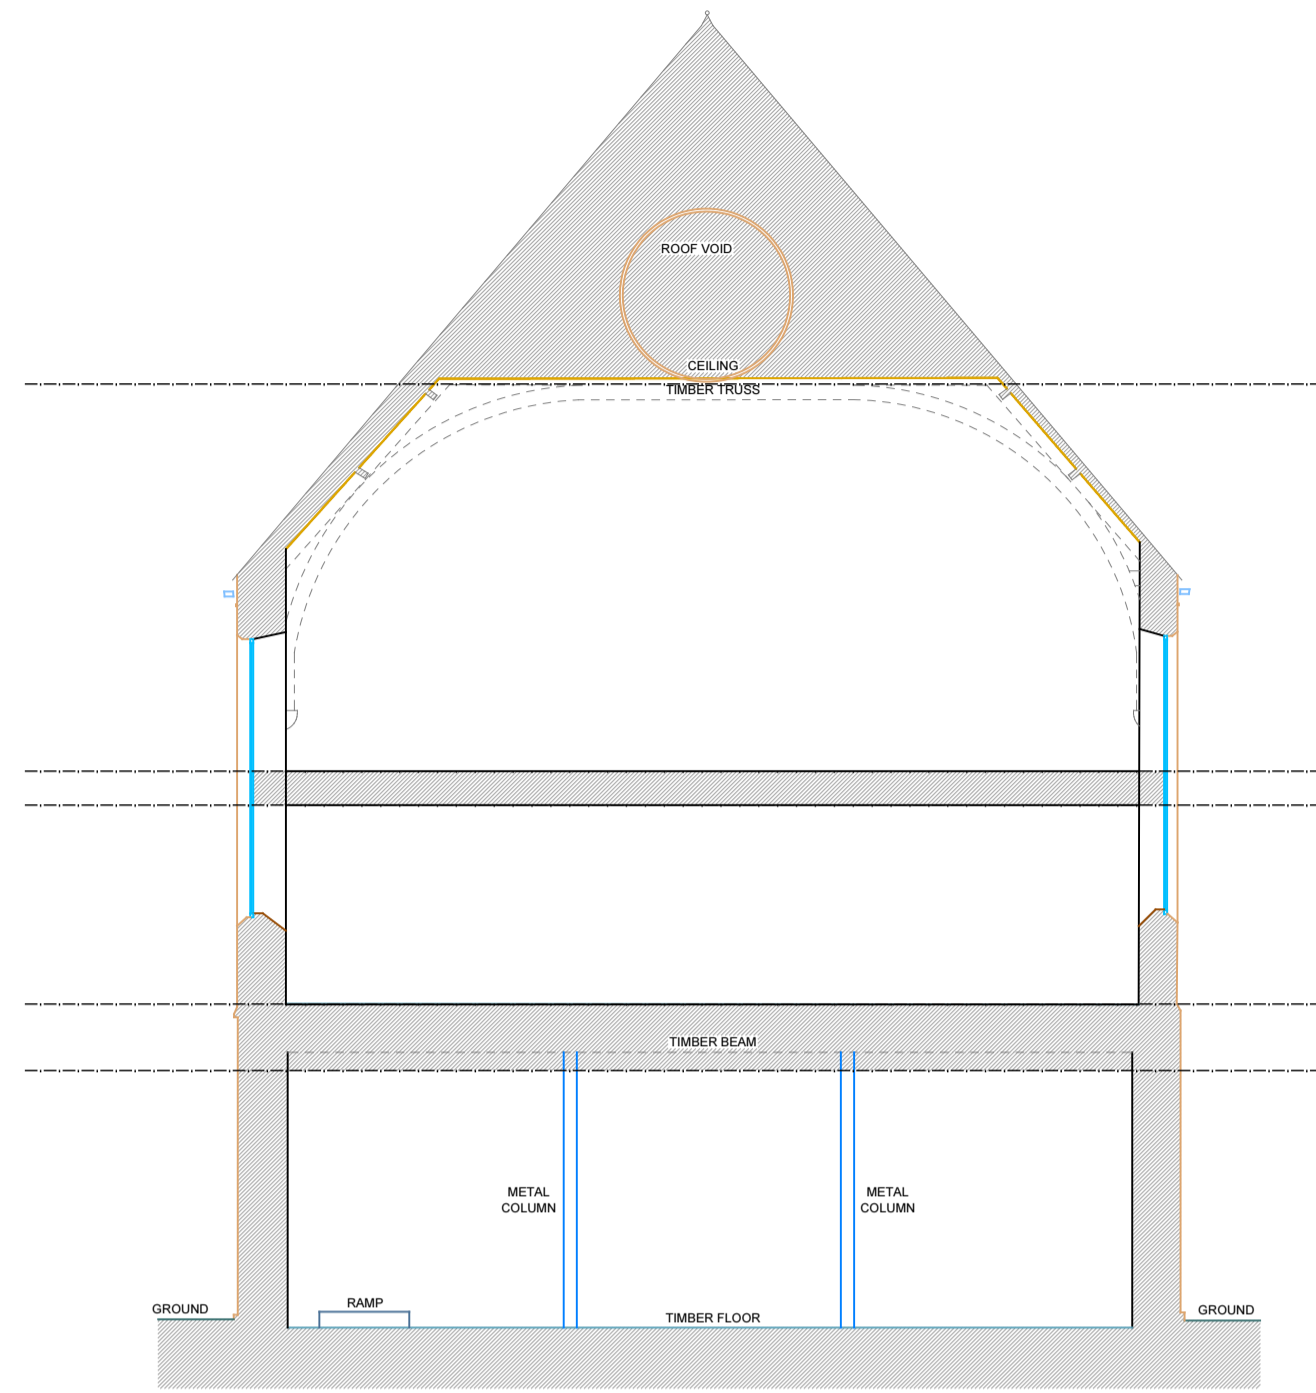 ROOF VOID
CEILING
TIMBER TRUSS
TIMBER BEAM
METAL
COLUMN
METAL
COLUMN
RAMP
GROUND
TIMBER FLOOR
GROUND